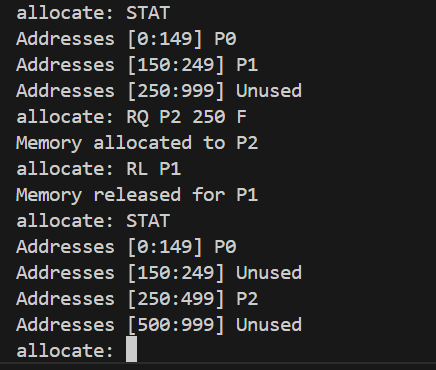 allocate: STAT
Addresses [0:149] P0
Addresses [150:249] P1
Addresses [250:999] Unused
allocate: RQ P2 250 F
Memory allocated to P2
allocate: RL P1
Memory released for P1
allocate: STAT
Addresses [0:149] P0
Addresses [150:249] Unused
Addresses [250:499] P2
Addresses [500:999] Unused
allocate: